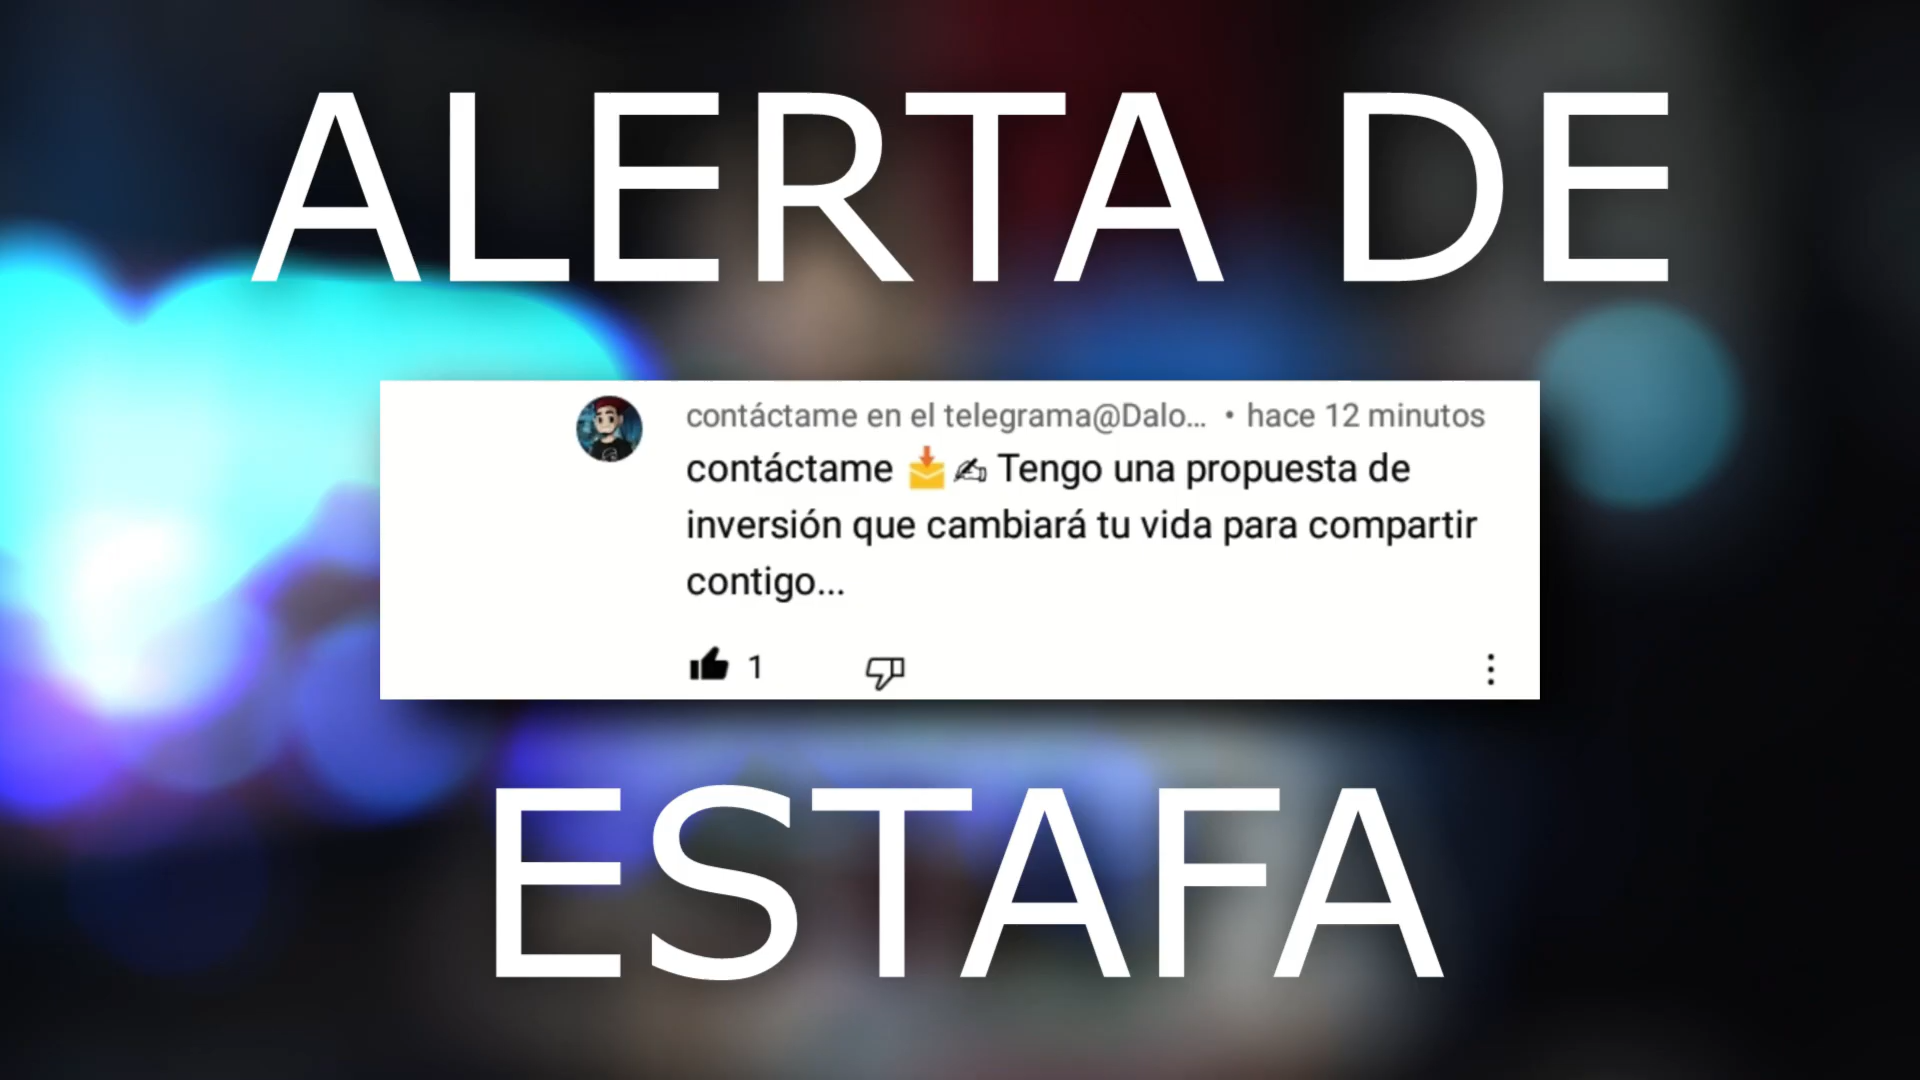 ALERTA DE
contáctame en el telegrama@Dalo... • hace 12 minutos
contáctame 📩✍ Tengo una propuesta de
inversión que cambiará tu vida para compartir
contigo...
1
ESTAFA